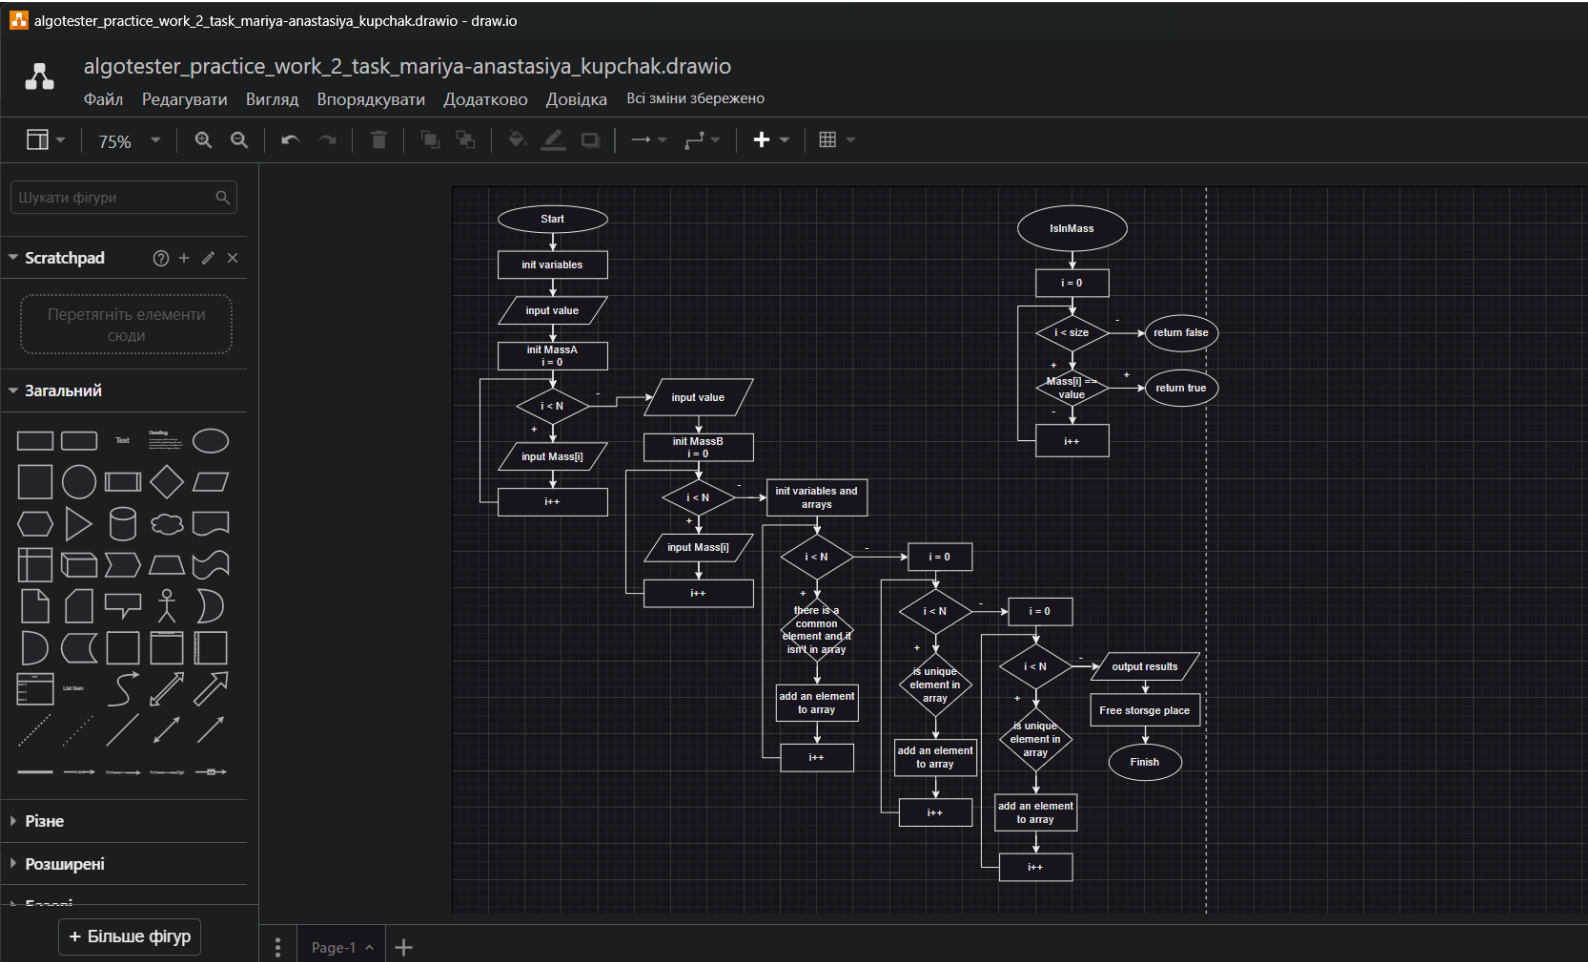 algotester_practice_work_2_task_mariya-anastasiya_kupchak.drawio - draw.io
algotester_practice_work_2_task_mariya-anastasiya_kupchak.drawio
Файл Редагувати Вигляд Впорядкувати Додатково Довідка Всі зміни збережено
75%
Шукати фігури
Scratchpad
Перетягніть елементи
сюди
Загальний
Text
Heading
List Item
Різне
Розширені
Базові
+ Більше фігур
Page-1
Start
init variables
input value
init MassA
i = 0
i < N
-
+
input Mass[i]
i++
input value
init MassB
i = 0
i < N
-
+
input Mass[i]
i++
init variables and
arrays
i < N
-
+
there is a
common
element and it
isn't in array
add an element
to array
i++
i = 0
i < N
-
+
is unique
element in
array
add an element
to array
i++
i = 0
i < N
-
+
is unique
element in
array
add an element
to array
i++
output results
Free storsge place
Finish
IsInMass
i = 0
i < size
-
return false
+
Mass[i] ==
value
+
return true
-
i++